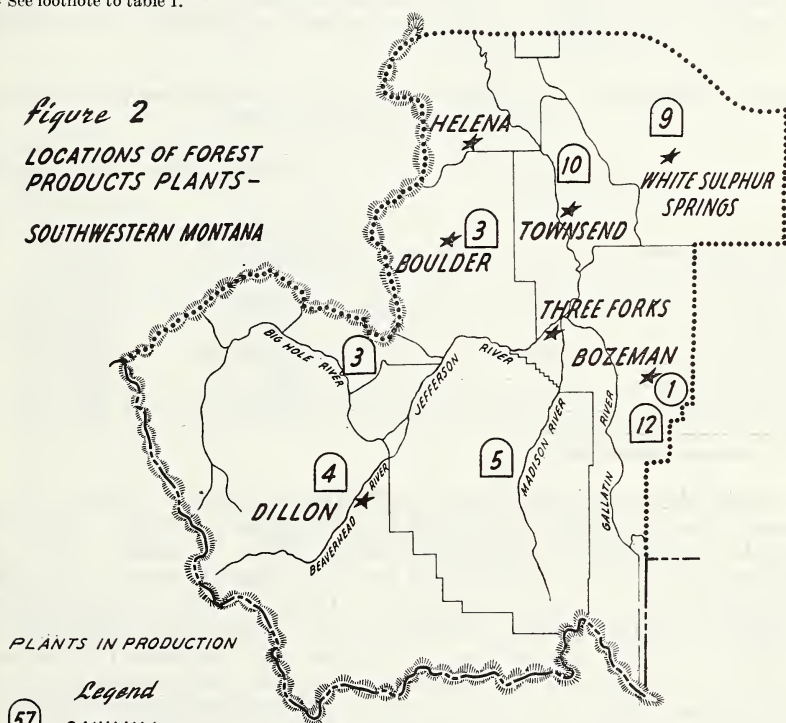 See footnote to table 1.
figure 2
LOCATIONS OF FOREST
PRODUCTS PLANTS-
SOUTHWESTERN MONTANA
HELENA
9
10
WHITE SULPHUR
SPRINGS
3
TOWNSEND
BOULDER
THREE FORKS
BIG HOLE RIVER
3
JEFFERSON RIVER
BOZEMAN
1
12
MADISON RIVER
GALLATIN RIVER
4
5
DILLON
BEAVERHEAD RIVER
PLANTS IN PRODUCTION
Legend
57